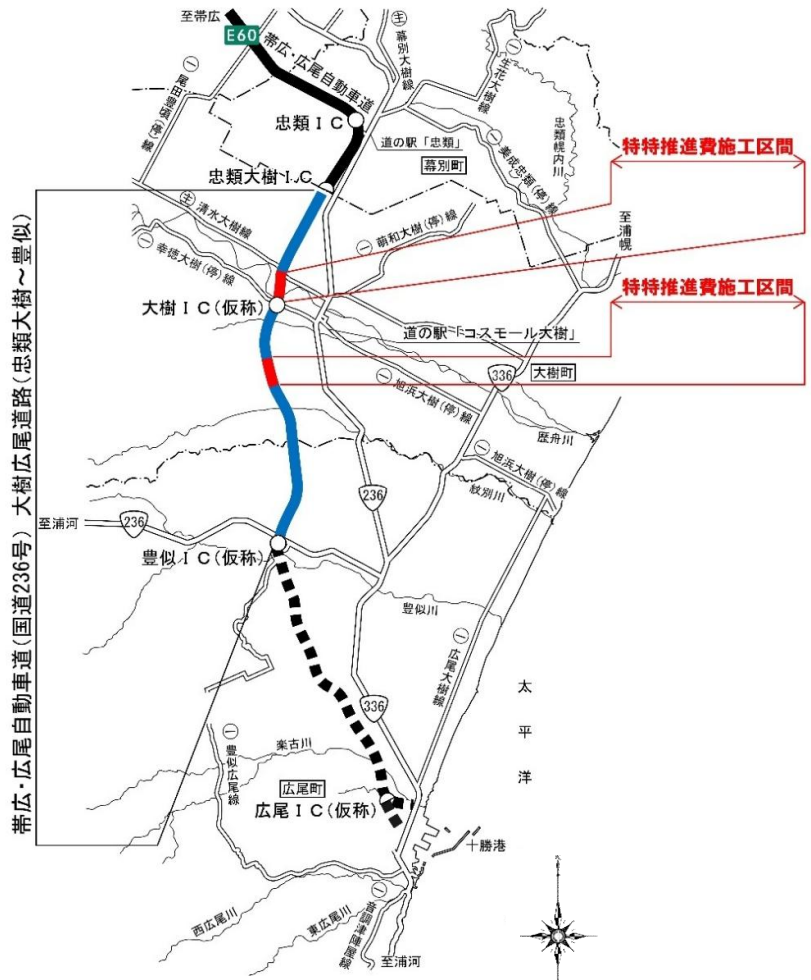 至帯広
E60
帯広・広尾自動車道
㊀尾田豊頃(停)線
㊀生花大樹線
㊀美成忠類(停)線
忠類幌内川
忠類IC
道の駅「忠類」
幕別町
特特推進費施工区間
忠類大樹IC
清水大樹線
㊀幸徳大樹(停)線
㊀萌和大樹(停)線
至浦幌
特特推進費施工区間
大樹IC(仮称)
道の駅「コスモール大樹」
336
大樹町
㊀旭浜大樹(停)線
歴舟川
㊀旭浜大樹(停)線
紋別川
236
至浦河
236
豊似IC(仮称)
豊似川
㊀広尾大樹線
336
太平洋
㊀豊似広尾線
楽古川
広尾町
広尾IC(仮称)
十勝港
西広尾川
東広尾川
㊀音調津陣屋線
至浦河
帯広・広尾自動車道(国道236号) 大樹広尾道路(忠類大樹～豊似)
主幕別大樹線